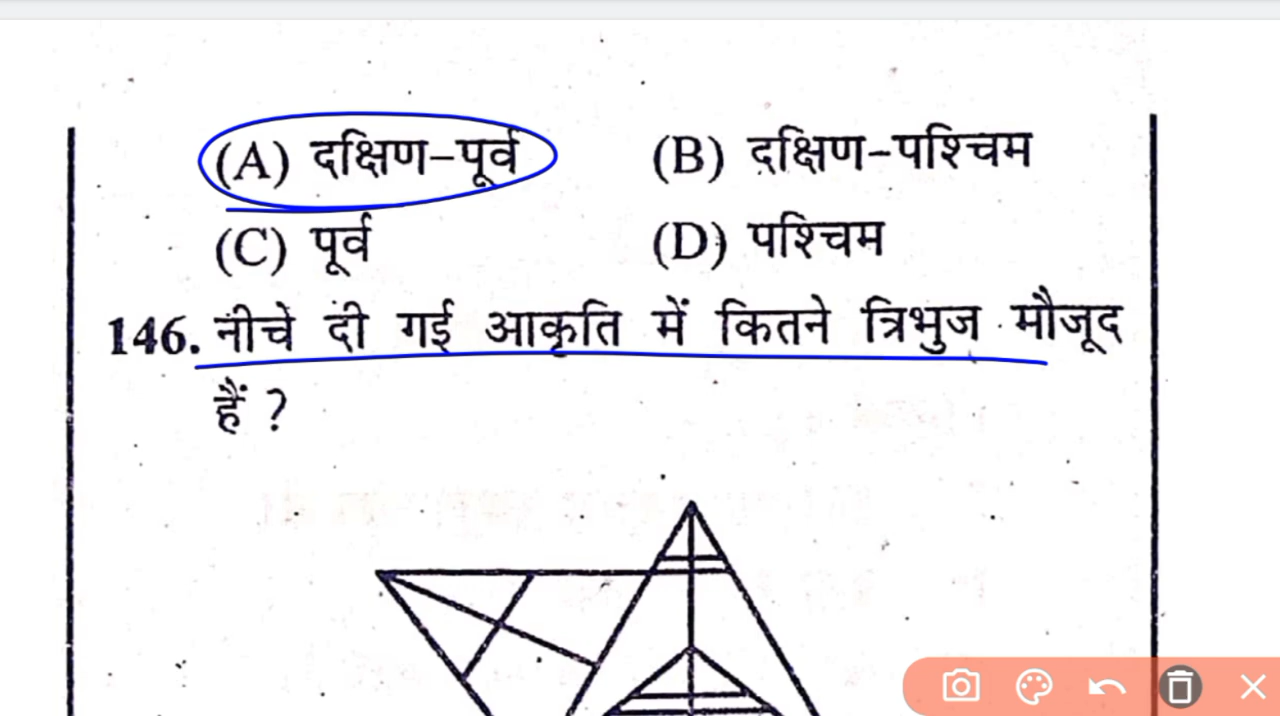 (A) दक्षिण-पूर्व (B) दक्षिण-पश्चिम
(C) पूर्व (D) पश्चिम
146. नीचे दी गई आकृति में कितने त्रिभुज मौजूद
हैं ?